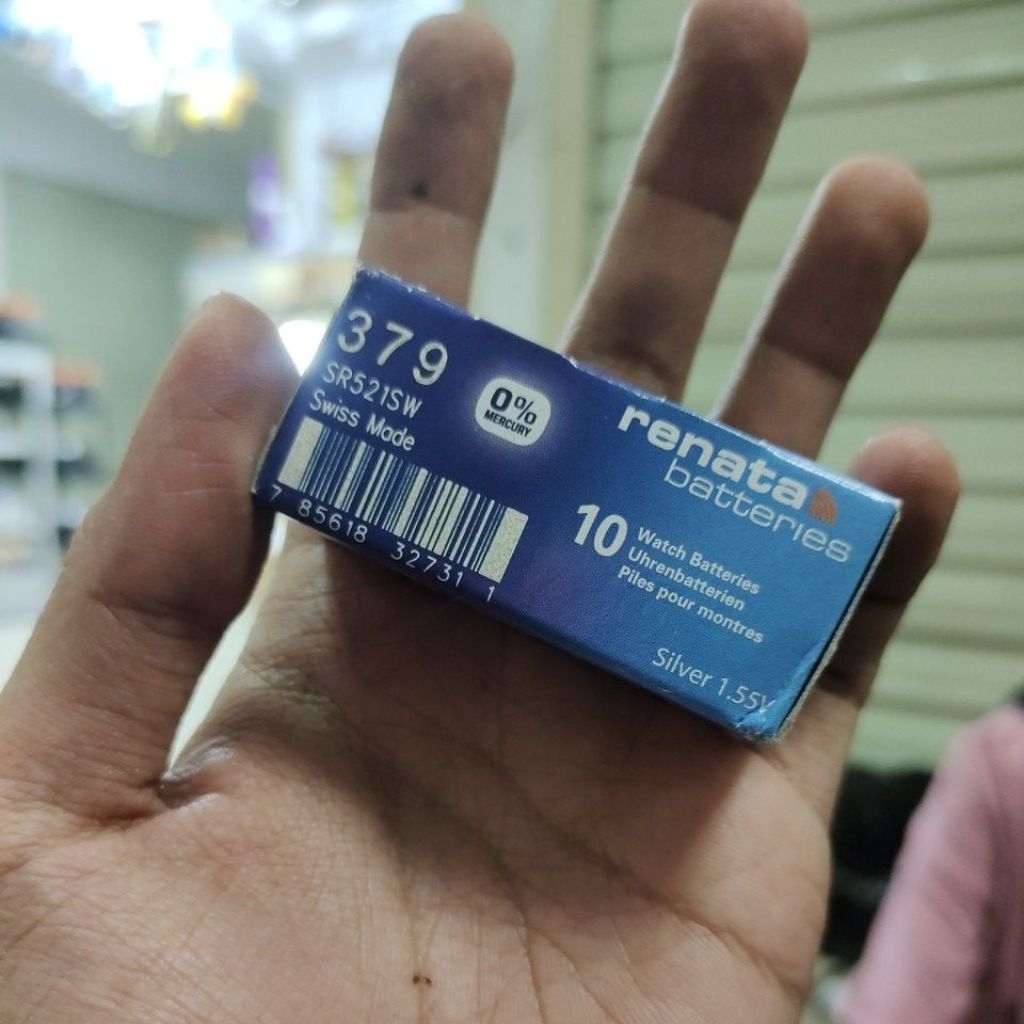 379
SR521SW
Swiss Made
7 85618 32731 1
0%
MERCURY
renata
batteries
10
Watch Batteries
Uhrenbatterien
Piles pour montres
Silver 1.55V